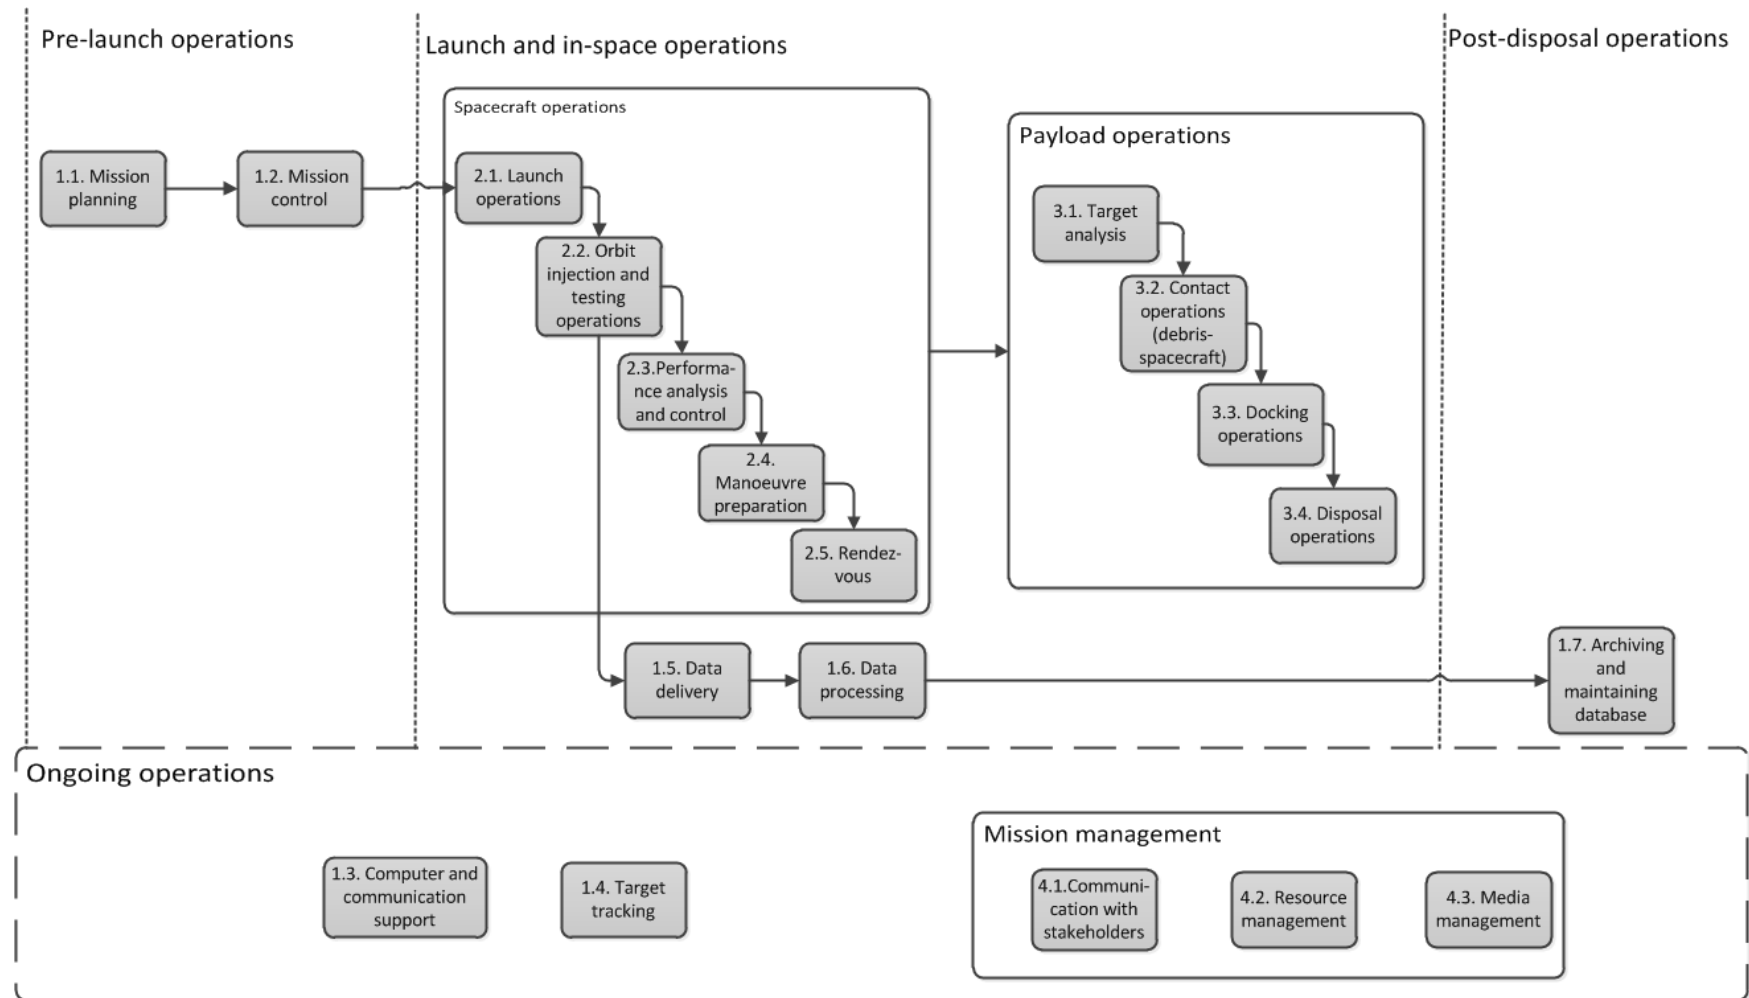 Pre-launch operations
Launch and in-space operations
Post-disposal operations
Spacecraft operations
Payload operations
1.1. Mission
planning
1.2. Mission
control
2.1. Launch
operations
2.2. Orbit
injection and
testing
operations
2.3.Performa-
nce analysis
and control
2.4.
Manoeuvre
preparation
2.5. Rendez-
vous
3.1. Target
analysis
3.2. Contact
operations
(debris-
spacecraft)
3.3. Docking
operations
3.4. Disposal
operations
1.5. Data
delivery
1.6. Data
processing
1.7. Archiving
and
maintaining
database
Ongoing operations
1.3. Computer and
communication
support
1.4. Target
tracking
Mission management
4.1.Communi-
cation with
stakeholders
4.2. Resource
management
4.3. Media
management